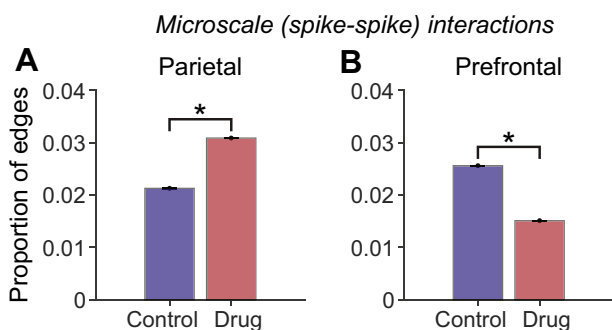 Microscale (spike-spike) interactions
A
Parietal
Proportion of edges
0.04
0.03
0.02
0.01
0
*
Control
Drug
B
Prefrontal
0.04
0.03
0.02
0.01
0
*
Control
Drug